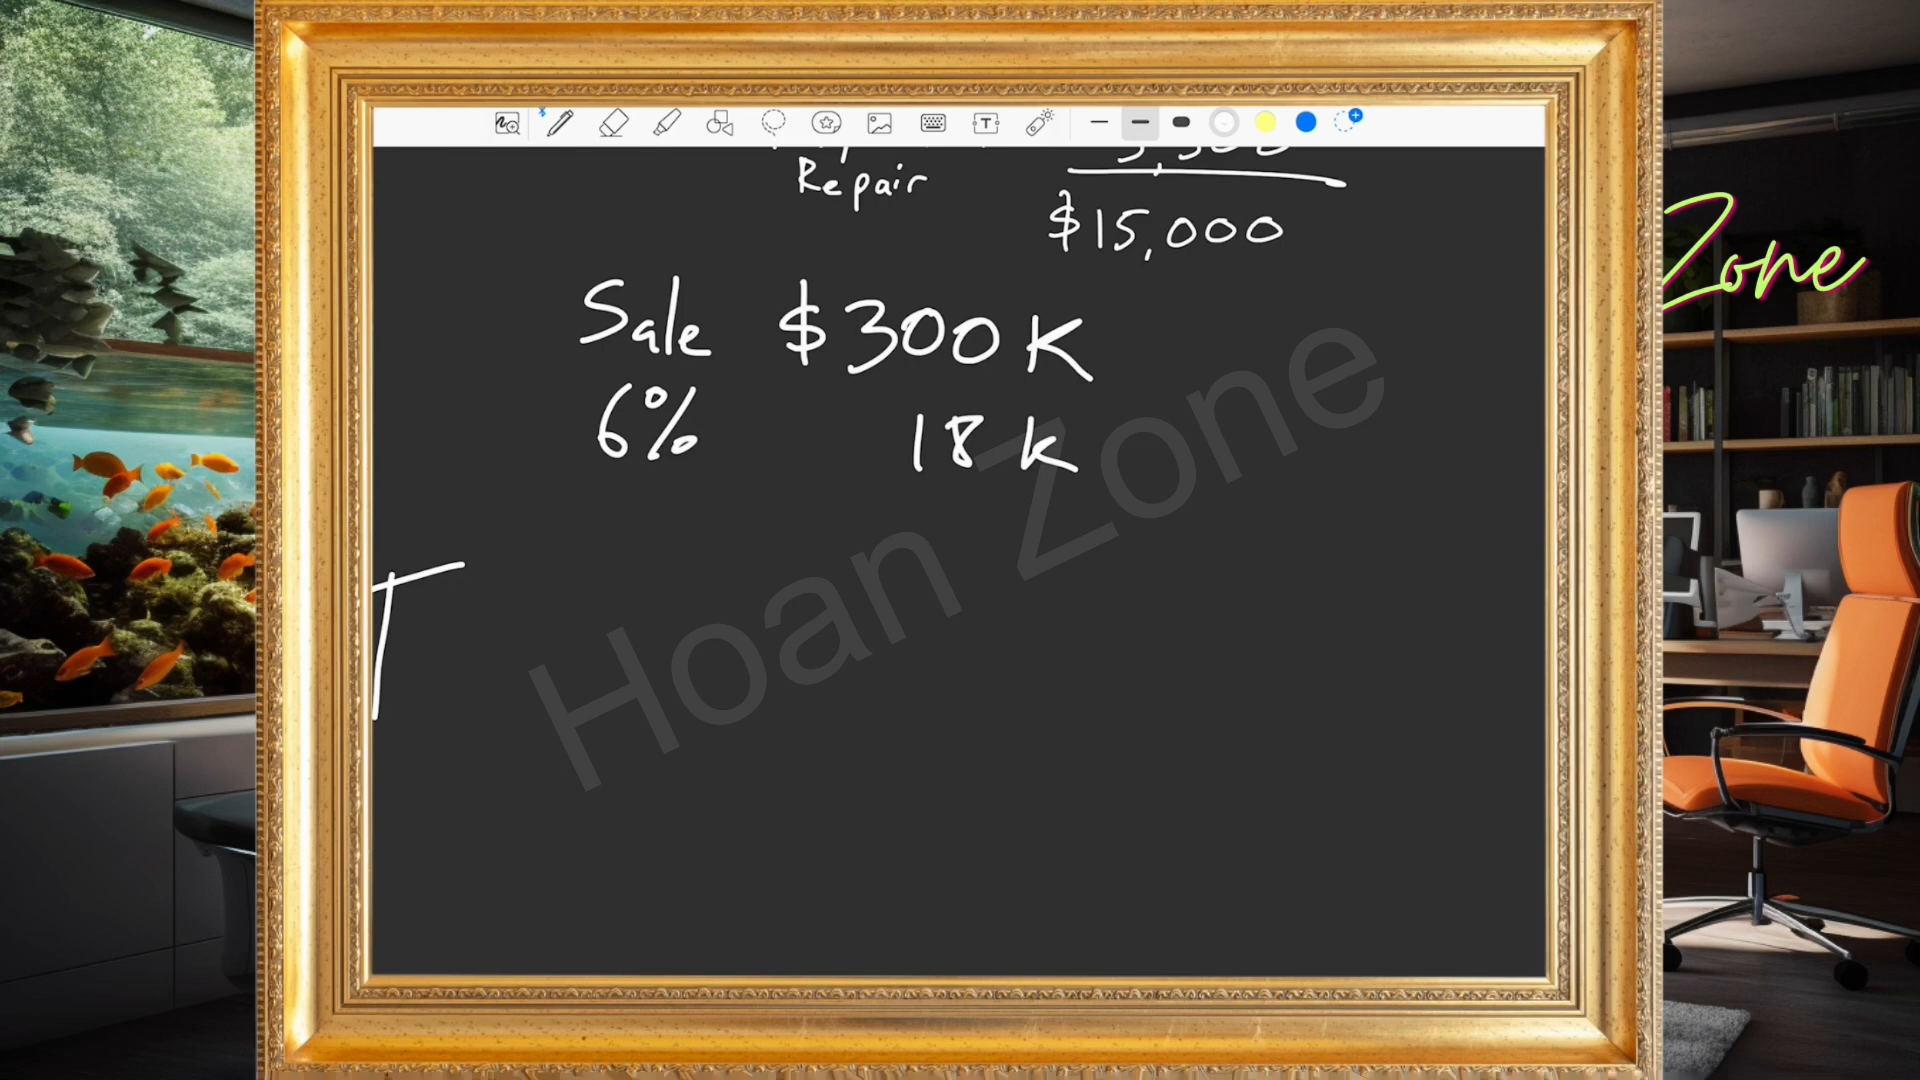 Repair
$15,000
Sale $300K
6% 18k
T
Hoan Zone
Zone